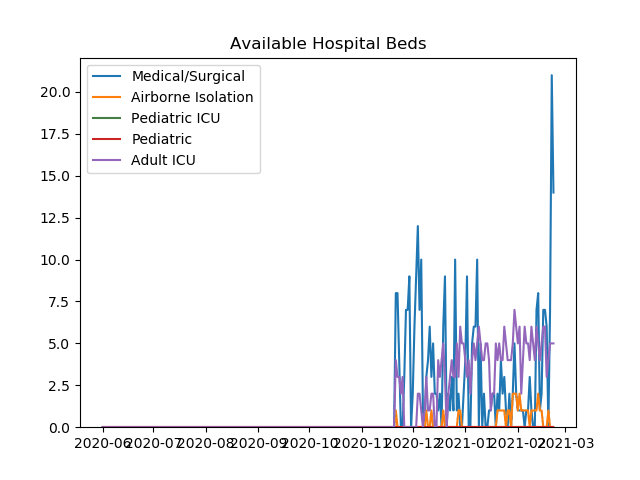 Available Hospital Beds
Medical/Surgical
Airborne Isolation
Pediatric ICU
Pediatric
Adult ICU
20.0
17.5
15.0
12.5
10.0
7.5
5.0
2.5
0.0
2020-06 2020-07 2020-08 2020-09 2020-10 2020-11 2020-12 2021-01 2021-02 2021-03